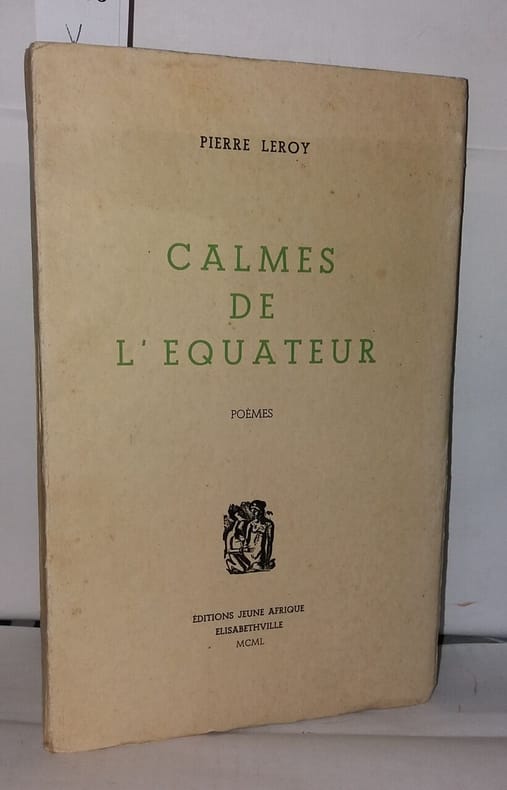 V
PIERRE LEROY
CALMES
DE
L'EQUATEUR
POÈMES
ÉDITIONS JEUNE AFRIQUE
ELISABETHVILLE
MCML